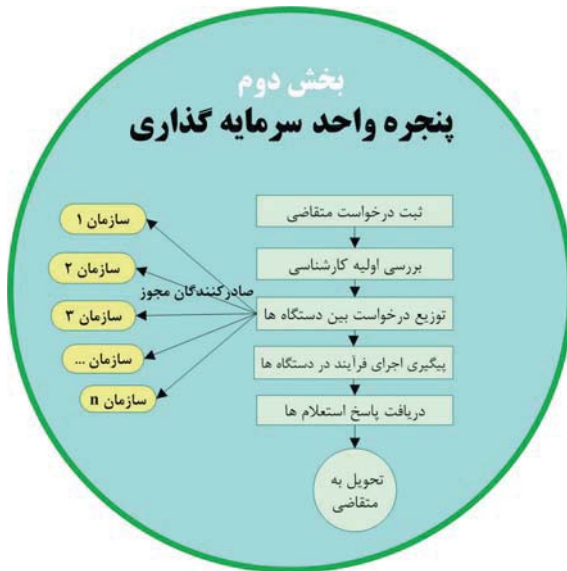 بخش دوم
پنجره واحد سرمایه گذاری
ثبت درخواست متقاضی
بررسی اولیه کارشناسی
توزیع درخواست بین دستگاه ها
پیگیری اجرای فرآیند در دستگاه ها
دریافت پاسخ استعلام ها
تحویل به
متقاضی
صادرکنندگان مجوز
سازمان ۱
سازمان ۲
سازمان ۳
سازمان ...
سازمان n